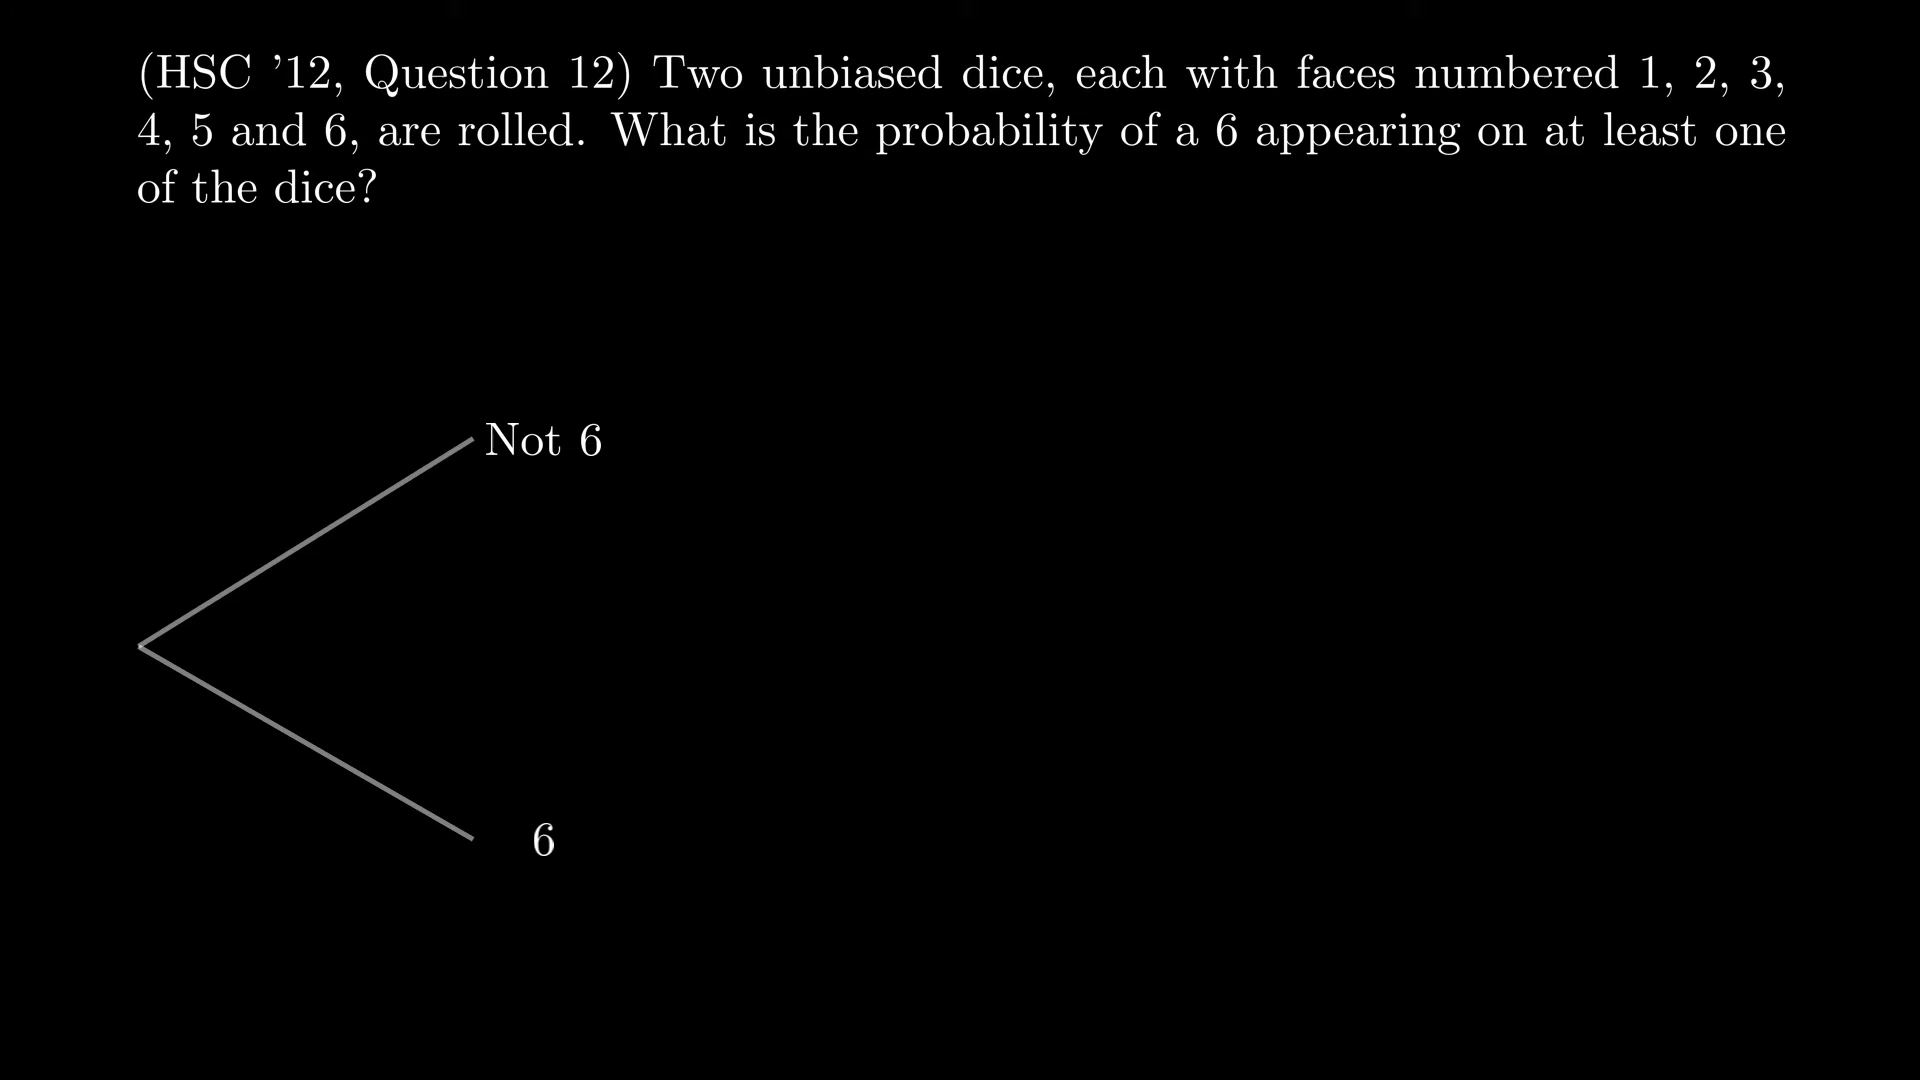 (HSC ’12, Question 12) Two unbiased dice, each with faces numbered 1, 2, 3,
4, 5 and 6, are rolled. What is the probability of a 6 appearing on at least one
of the dice?
Not 6
6